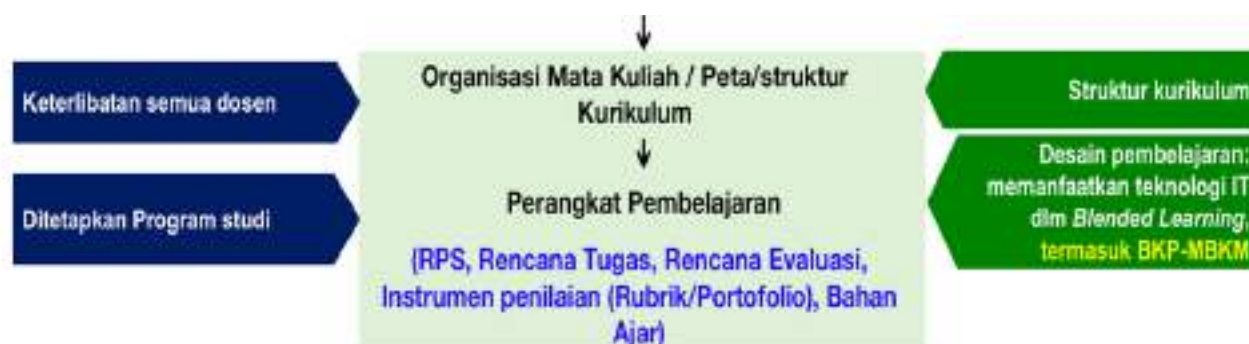 Keterlibatan semua dosen
Ditetapkan Program studi
Organisasi Mata Kuliah / Peta/struktur
Kurikulum
Perangkat Pembelajaran
(RPS, Rencana Tugas, Rencana Evaluasi,
Instrumen penilaian (Rubrik/Portofolio), Bahan
Ajar)
Struktur kurikulum
Desain pembelajaran:
memanfaatkan teknologi IT
dlm Blended Learning,
termasuk BKP-MBKM